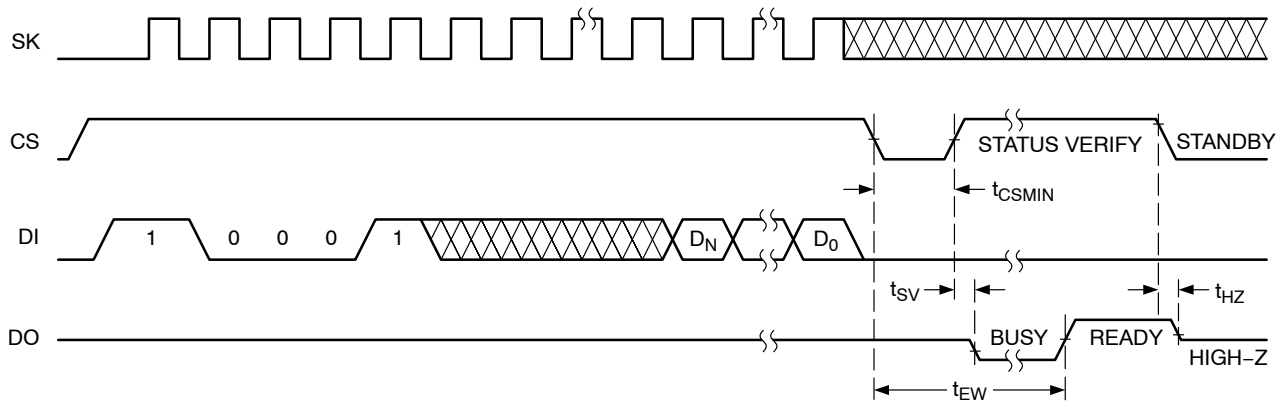 SK
CS
STATUS VERIFY
STANDBY
tCSMIN
DI
1
0
0
0
1
DN
D0
tSV
tHZ
DO
BUSY
READY
HIGH–Z
tEW